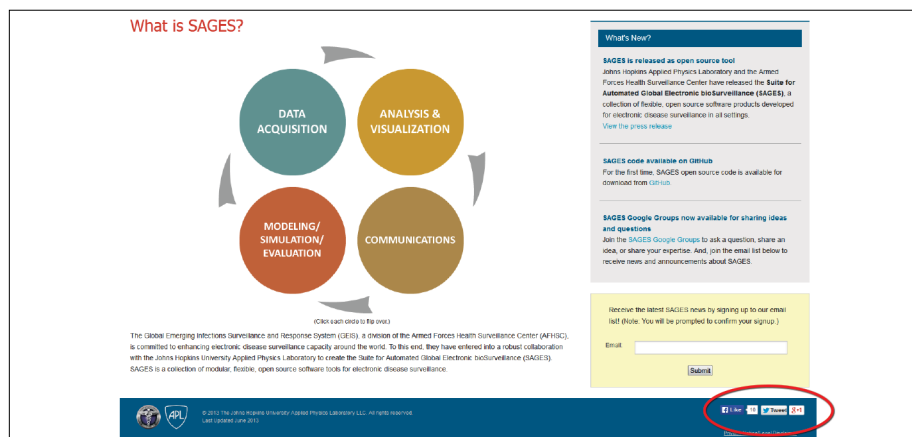 What is SAGES?
DATA
ACQUISITION
ANALYSIS &
VISUALIZATION
MODELING/
SIMULATION/
EVALUATION
COMMUNICATIONS
(Click each circle to flip over.)
The Global Emerging Infections Surveillance and Response System (GEIS), a division of the Armed Forces Health Surveillance Center (AFHSC),
is committed to enhancing electronic disease surveillance capacity around the world. To this end, they have entered into a robust collaboration
with the Johns Hopkins University Applied Physics Laboratory to create the Suite for Automated Global Electronic bioSurveillance (SAGES).
SAGES is a collection of modular, flexible, open source software tools for electronic disease surveillance.
What's New?
SAGES is released as open source tool
Johns Hopkins Applied Physics Laboratory and the Armed
Forces Health Surveillance Center have released the Suite for
Automated Global Electronic bioSurveillance (SAGES), a
collection of flexible, open source software products developed
for electronic disease surveillance in all settings.
View the press release
SAGES code available on GitHub
For the first time, SAGES open source code is available for
download from GitHub.
SAGES Google Groups now available for sharing ideas
and questions
Join the SAGES Google Groups to ask a question, share an
idea, or share your expertise. And, join the email list below to
receive news and announcements about SAGES.
Receive the latest SAGES news by signing up to our email
list! (Note: You will be prompted to confirm your signup.)
Email
Submit
APL
© 2013 The Johns Hopkins University Applied Physics Laboratory LLC. All rights reserved.
Last Updated June 2013
Like
Tweet
+1